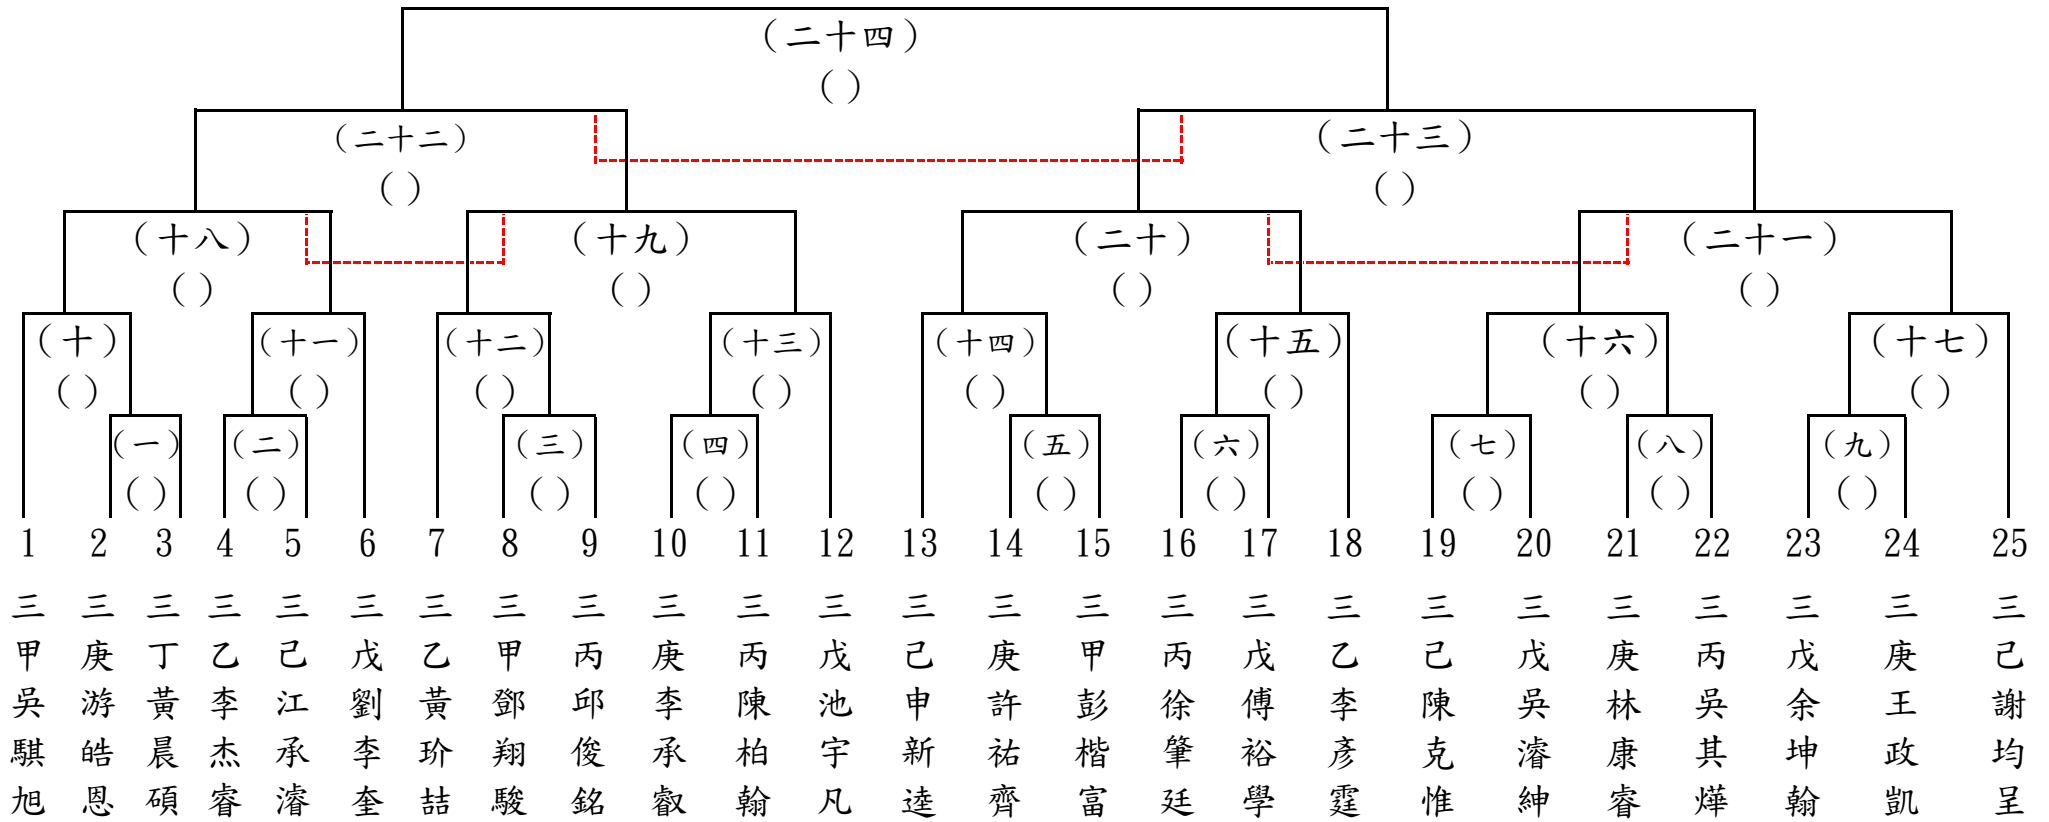 （二十四）
（ ）
（二十二） （二十三）
（ ） （ ）
（十八） （十九） （二十） （二十一）
（ ） （ ） （ ） （ ）
（十） （十一） （十二） （十三） （十四） （十五） （十六） （十七）
（ ） （ ） （ ） （ ） （ ） （ ） （ ） （ ）
（一） （二） （三） （四） （五） （六） （七） （八） （九）
（ ） （ ） （ ） （ ） （ ） （ ） （ ） （ ） （ ）
1 2 3 4 5 6 7 8 9 10 11 12 13 14 15 16 17 18 19 20 21 22 23 24 25
三甲吳騏旭
三庚游皓恩
三丁黃晨碩
三乙李杰睿
三己江承濬
三戊劉李奎
三乙黃玠喆
三甲鄧翔駿
三丙邱俊銘
三庚李承叡
三丙陳柏翰
三戊池宇凡
三己申新逵
三庚許祐齊
三甲彭楷富
三丙徐肇廷
三戊傅裕學
三乙李彥霆
三己陳克惟
三戊吳濬紳
三庚林康睿
三丙吳其燁
三戊余坤翰
三庚王政凱
三己謝均呈